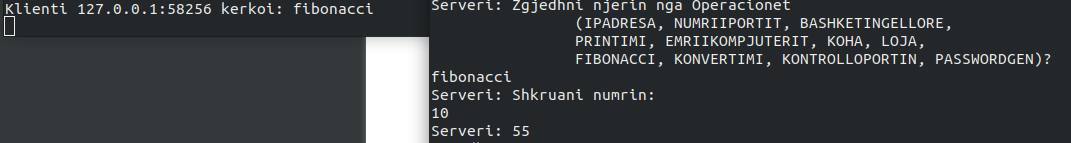 Klienti 127.0.0.1:58256 kerkoi: fibonacci
Serveri: Zgjedhni njerin nga Operacionet
(IPADRESA, NUMRIIPORTIT, BASHKETINGELLORE,
PRINTIMI, EMRIIKOMPJUTERIT, KOHA, LOJA,
FIBONACCI, KONVERTIMI, KONTROLLOPORTIN, PASSWORDGEN)?
fibonacci
Serveri: Shkruani numrin:
10
Serveri: 55